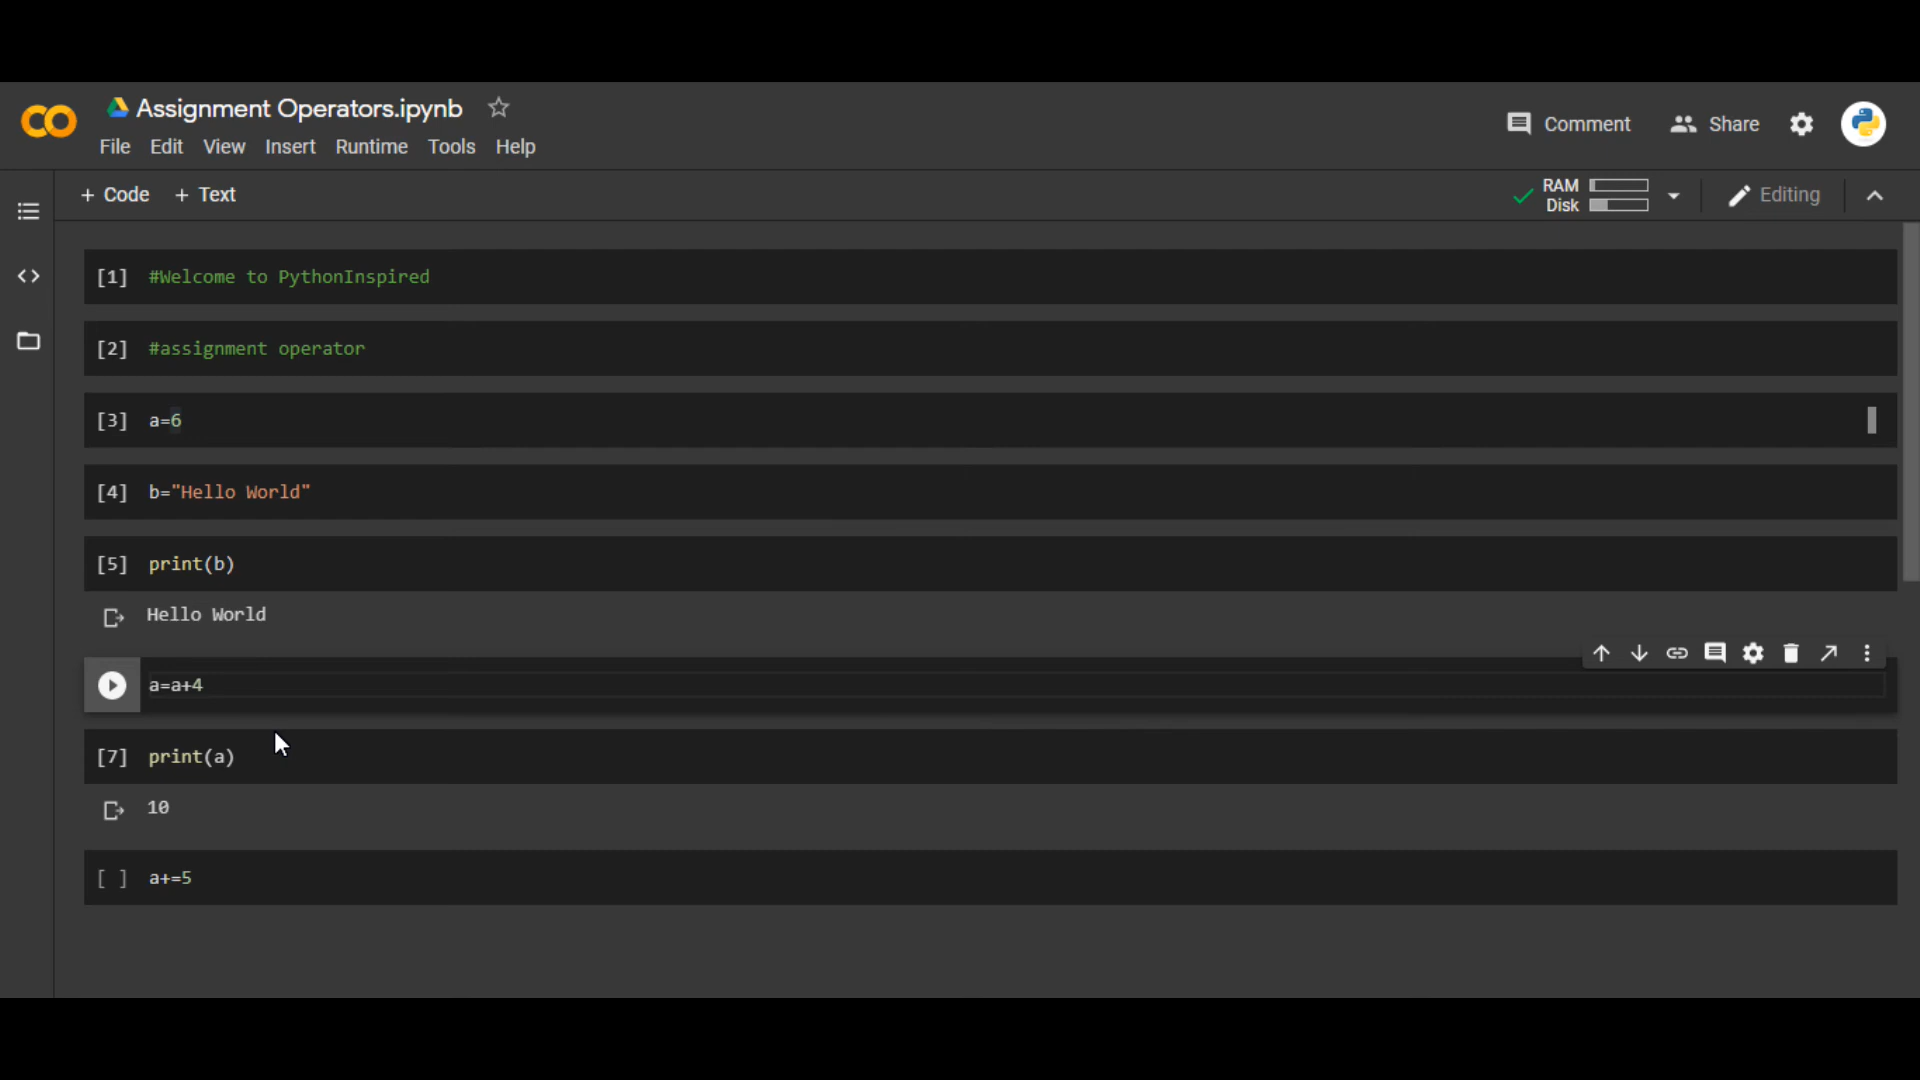 Assignment Operators.ipynb
File Edit View Insert Runtime Tools Help
Comment Share
+ Code + Text
RAM
Disk
Editing
[1] #Welcome to PythonInspired
[2] #assignment operator
[3] a=6
[4] b="Hello World"
[5] print(b)
Hello World
a=a+4
[7] print(a)
10
[ ] a+=5